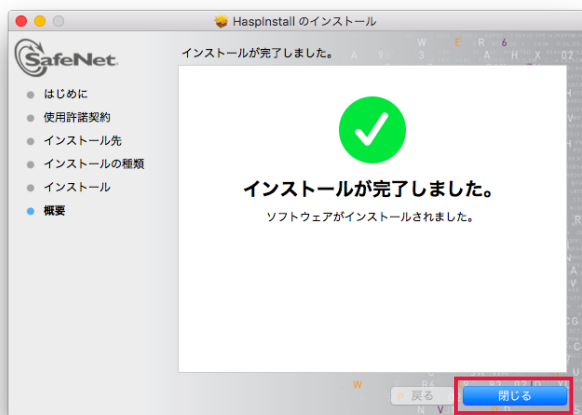 HaspInstall のインストール
SafeNet.
インストールが完了しました。
はじめに
使用許諾契約
インストール先
インストールの種類
インストール
概要
インストールが完了しました。
ソフトウェアがインストールされました。
戻る
閉じる